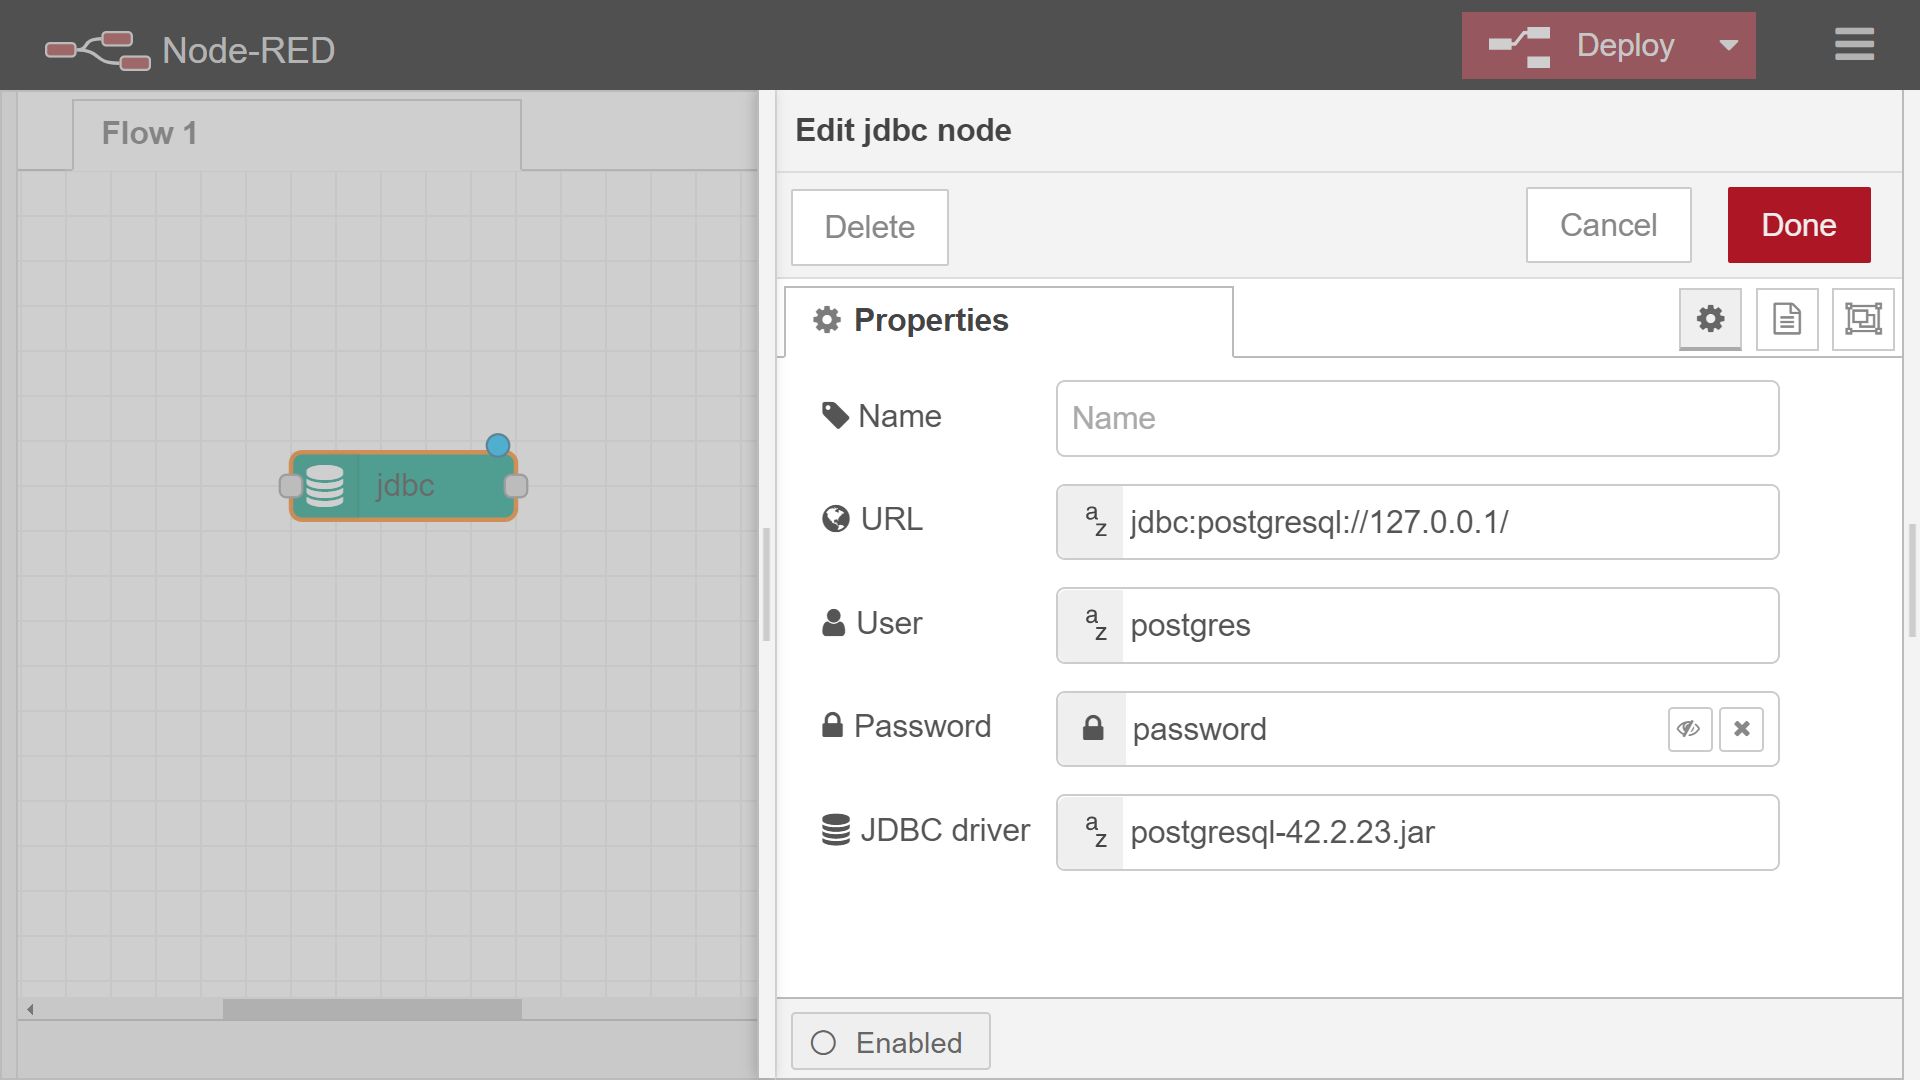 Node-RED
Deploy
Flow 1
Edit jdbc node
Delete
Cancel
Done
Properties
Name
Name
URL
jdbc:postgresql://127.0.0.1/
User
postgres
Password
password
JDBC driver
postgresql-42.2.23.jar
jdbc
Enabled